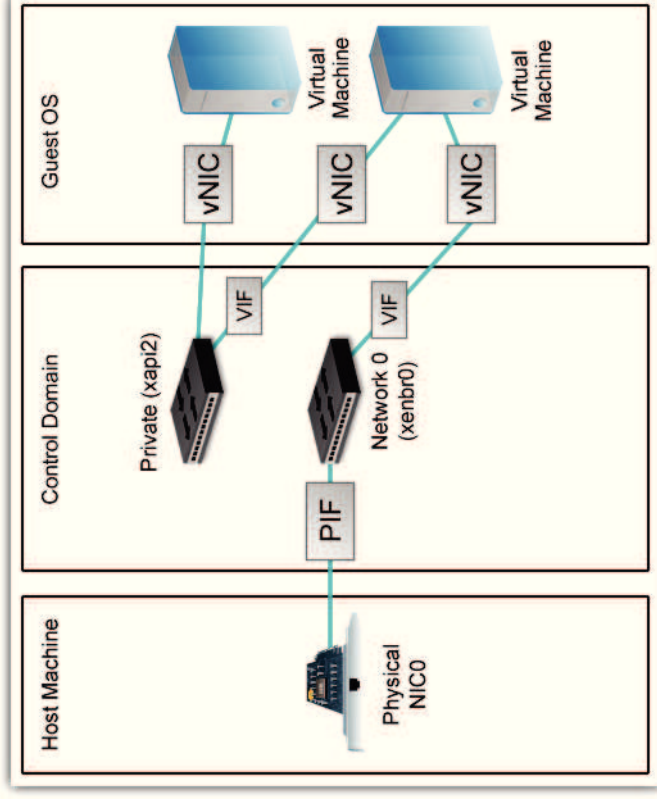 Host Machine
Physical
NIC0
Control Domain
PIF
Private (xapi2)
Network 0
(xenbr0)
VIF
VIF
Guest OS
vNIC
vNIC
vNIC
Virtual
Machine
Virtual
Machine